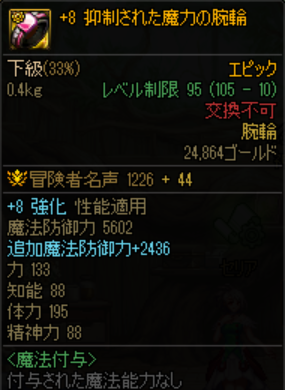 +8 抑制された魔力の腕輪
下級(33%) エピック
0.4kg レベル制限 95 (105 - 10)
交換不可
腕輪
24,864ゴールド
冒険者名声 1226 + 44
+8 強化 性能適用
魔法防御力 5602
追加魔法防御力+2436
力 133
知能 88
体力 195
精神力 88
<魔法付与>
付与された魔法能力なし